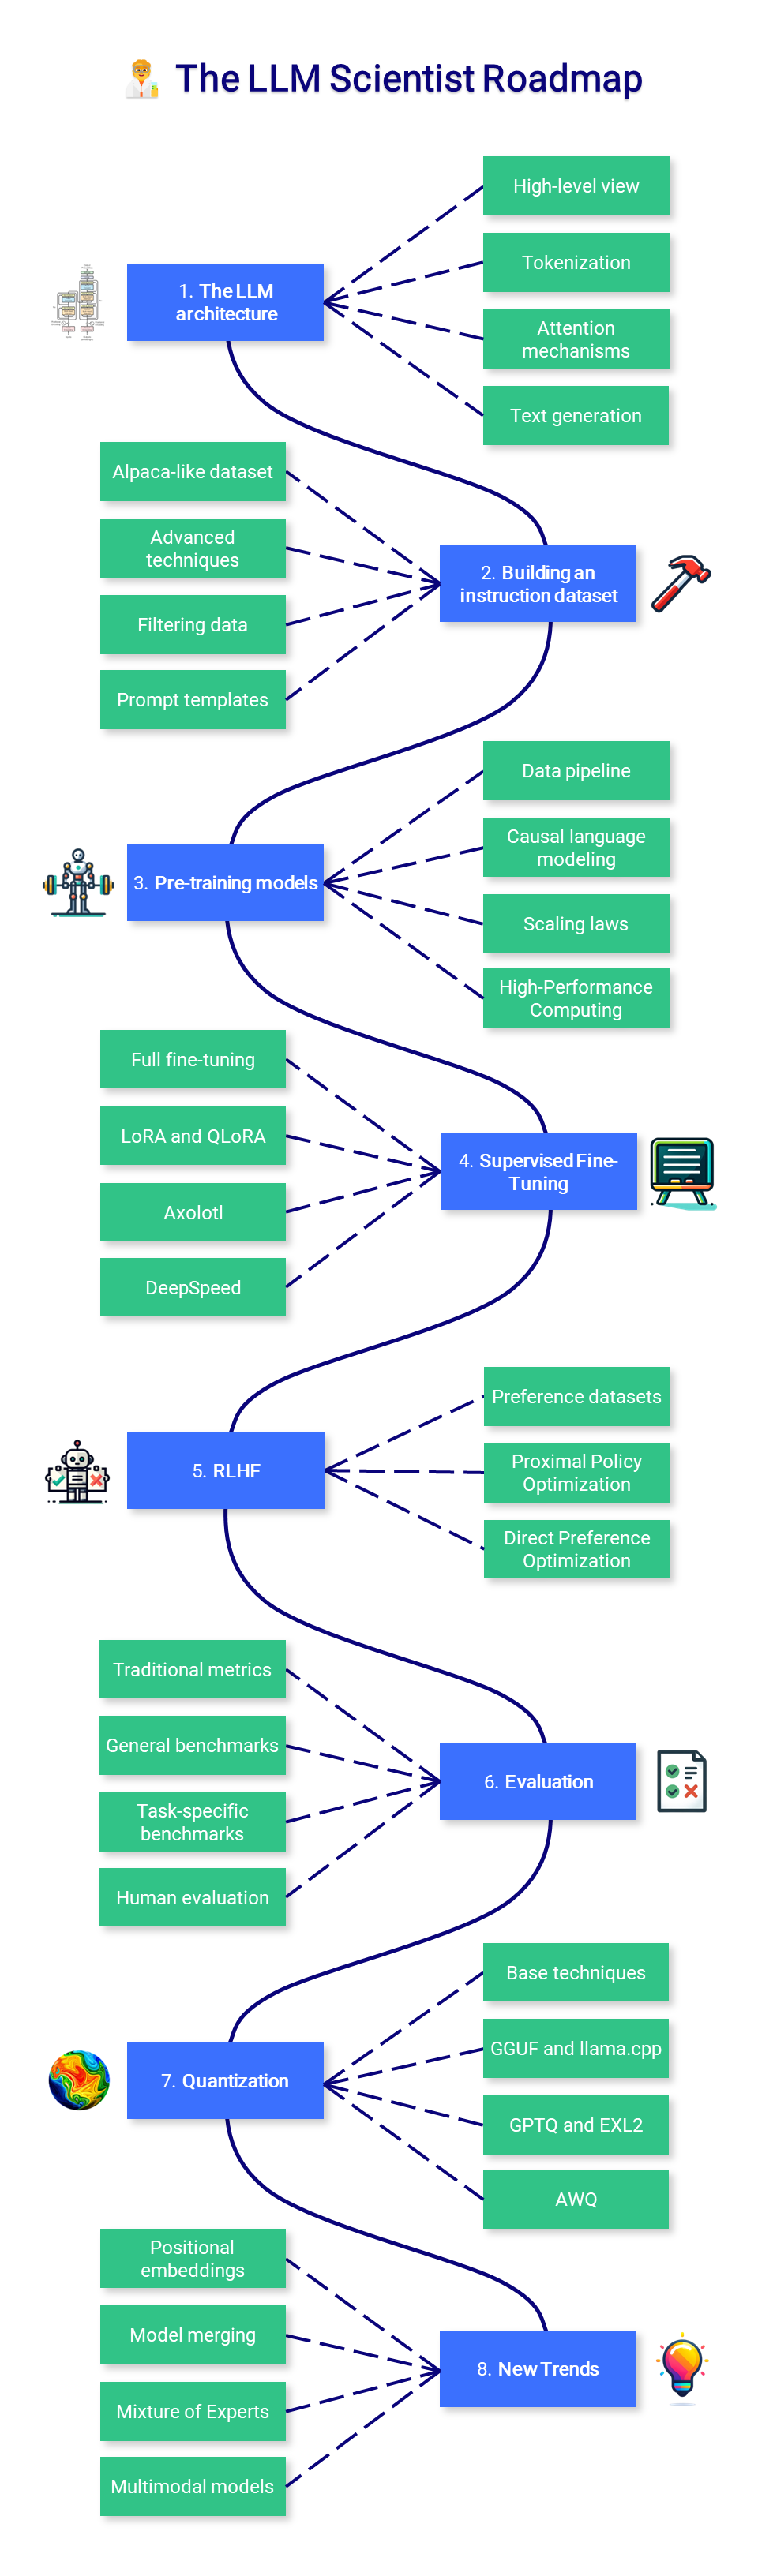 The LLM Scientist Roadmap
High-level view
Tokenization
1. The LLM
architecture
Attention
mechanisms
Text generation
Alpaca-like dataset
Advanced
techniques
2. Building an
instruction dataset
Filtering data
Prompt templates
Data pipeline
Causal language
modeling
3. Pre-training models
Scaling laws
High-Performance
Computing
Full fine-tuning
LoRA and QLoRA
4. Supervised Fine-
Tuning
Axolotl
DeepSpeed
Preference datasets
5. RLHF
Proximal Policy
Optimization
Direct Preference
Optimization
Traditional metrics
General benchmarks
6. Evaluation
Task-specific
benchmarks
Human evaluation
Base techniques
GGUF and llama.cpp
7. Quantization
GPTQ and EXL2
AWQ
Positional
embeddings
Model merging
8. New Trends
Mixture of Experts
Multimodal models